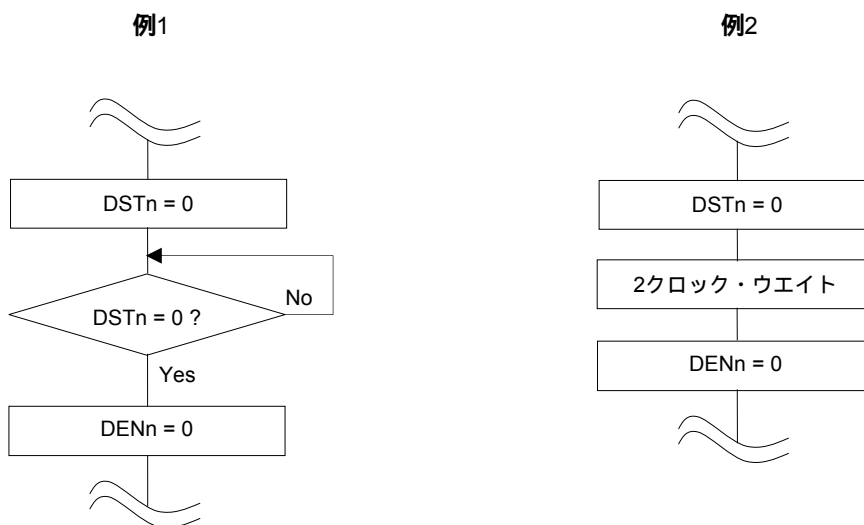 例1
DSTn = 0
DSTn = 0 ?
No
Yes
DENn = 0
例2
DSTn = 0
2クロック・ウエイト
DENn = 0